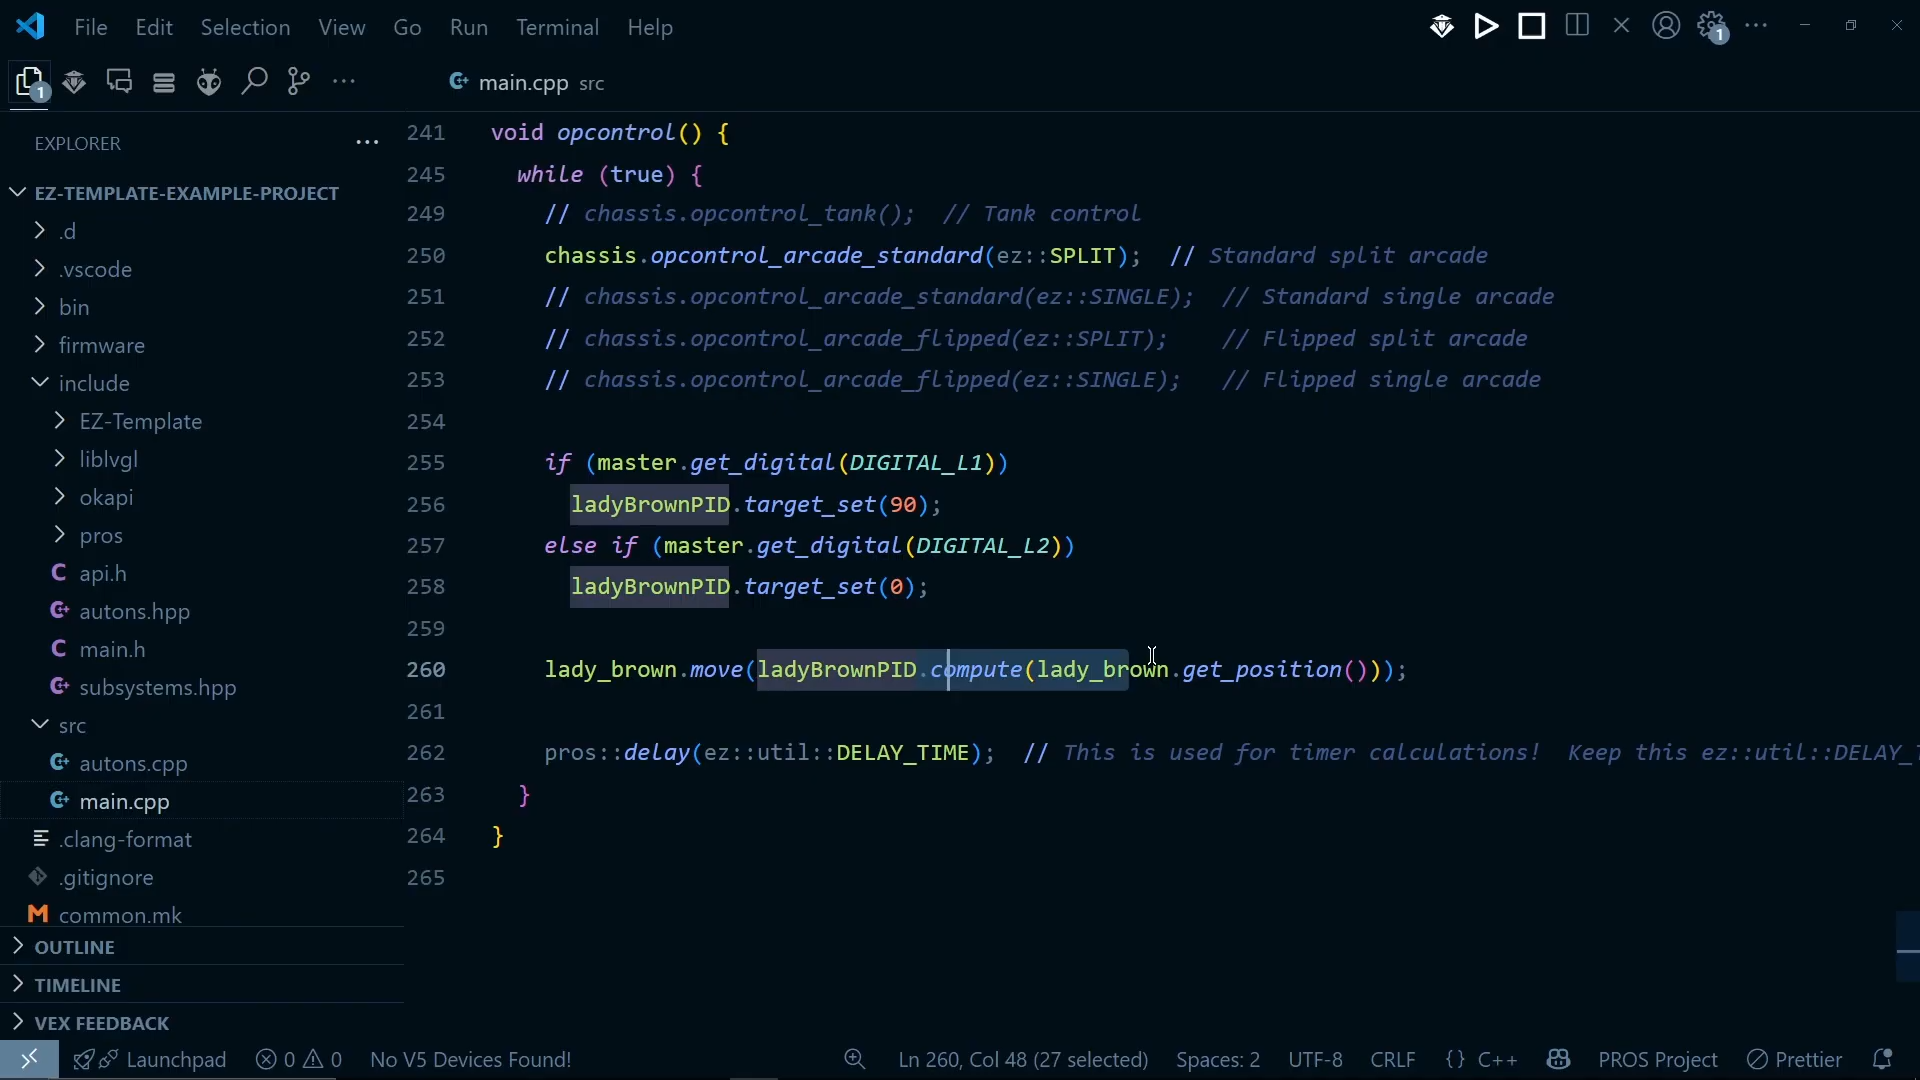 File Edit Selection View Go Run Terminal Help
1
1
main.cpp src
EXPLORER
EZ-TEMPLATE-EXAMPLE-PROJECT
.d
.vscode
bin
firmware
include
EZ-Template
liblvgl
okapi
pros
api.h
autons.hpp
main.h
subsystems.hpp
src
autons.cpp
main.cpp
.clang-format
.gitignore
common.mk
OUTLINE
TIMELINE
VEX FEEDBACK
241 void opcontrol() {
245 while (true) {
249 // chassis.opcontrol_tank(); // Tank control
250 chassis.opcontrol_arcade_standard(ez::SPLIT); // Standard split arcade
251 // chassis.opcontrol_arcade_standard(ez::SINGLE); // Standard single arcade
252 // chassis.opcontrol_arcade_flipped(ez::SPLIT); // Flipped split arcade
253 // chassis.opcontrol_arcade_flipped(ez::SINGLE); // Flipped single arcade
254
255 if (master.get_digital(DIGITAL_L1))
256 ladyBrownPID.target_set(90);
257 else if (master.get_digital(DIGITAL_L2))
258 ladyBrownPID.target_set(0);
259
260 lady_brown.move(ladyBrownPID.compute(lady_brown.get_position()));
261
262 pros::delay(ez::util::DELAY_TIME); // This is used for timer calculations! Keep this ez::util::DELAY_
263 }
264 }
265
Launchpad 0 0 No V5 Devices Found! Ln 260, Col 48 (27 selected) Spaces: 2 UTF-8 CRLF {} C++ PROS Project Prettier